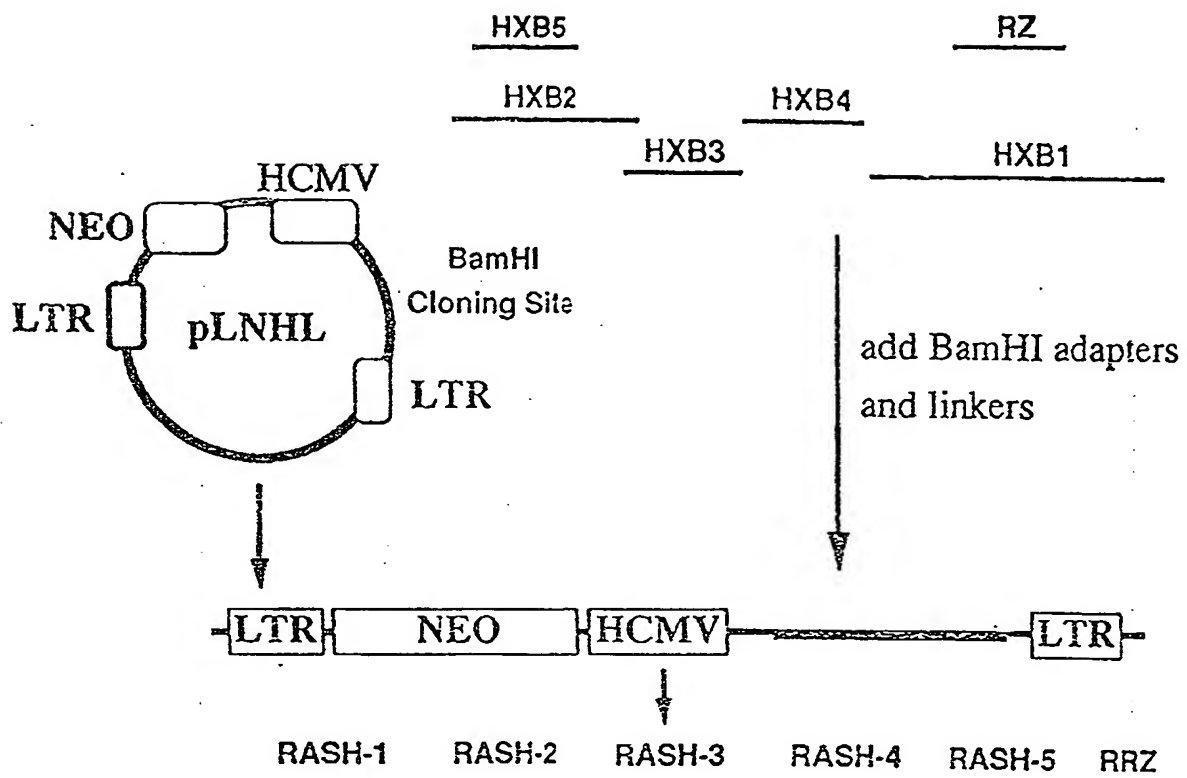 HXB5
RZ
HXB2
HXB4
HXB3
HXB1
HCMV
NEO
BamHI
Cloning Site
LTR
pLNHL
LTR
add BamHI adapters
and linkers
LTR
NEO
HCMV
LTR
RASH-1
RASH-2
RASH-3
RASH-4
RASH-5
RRZ